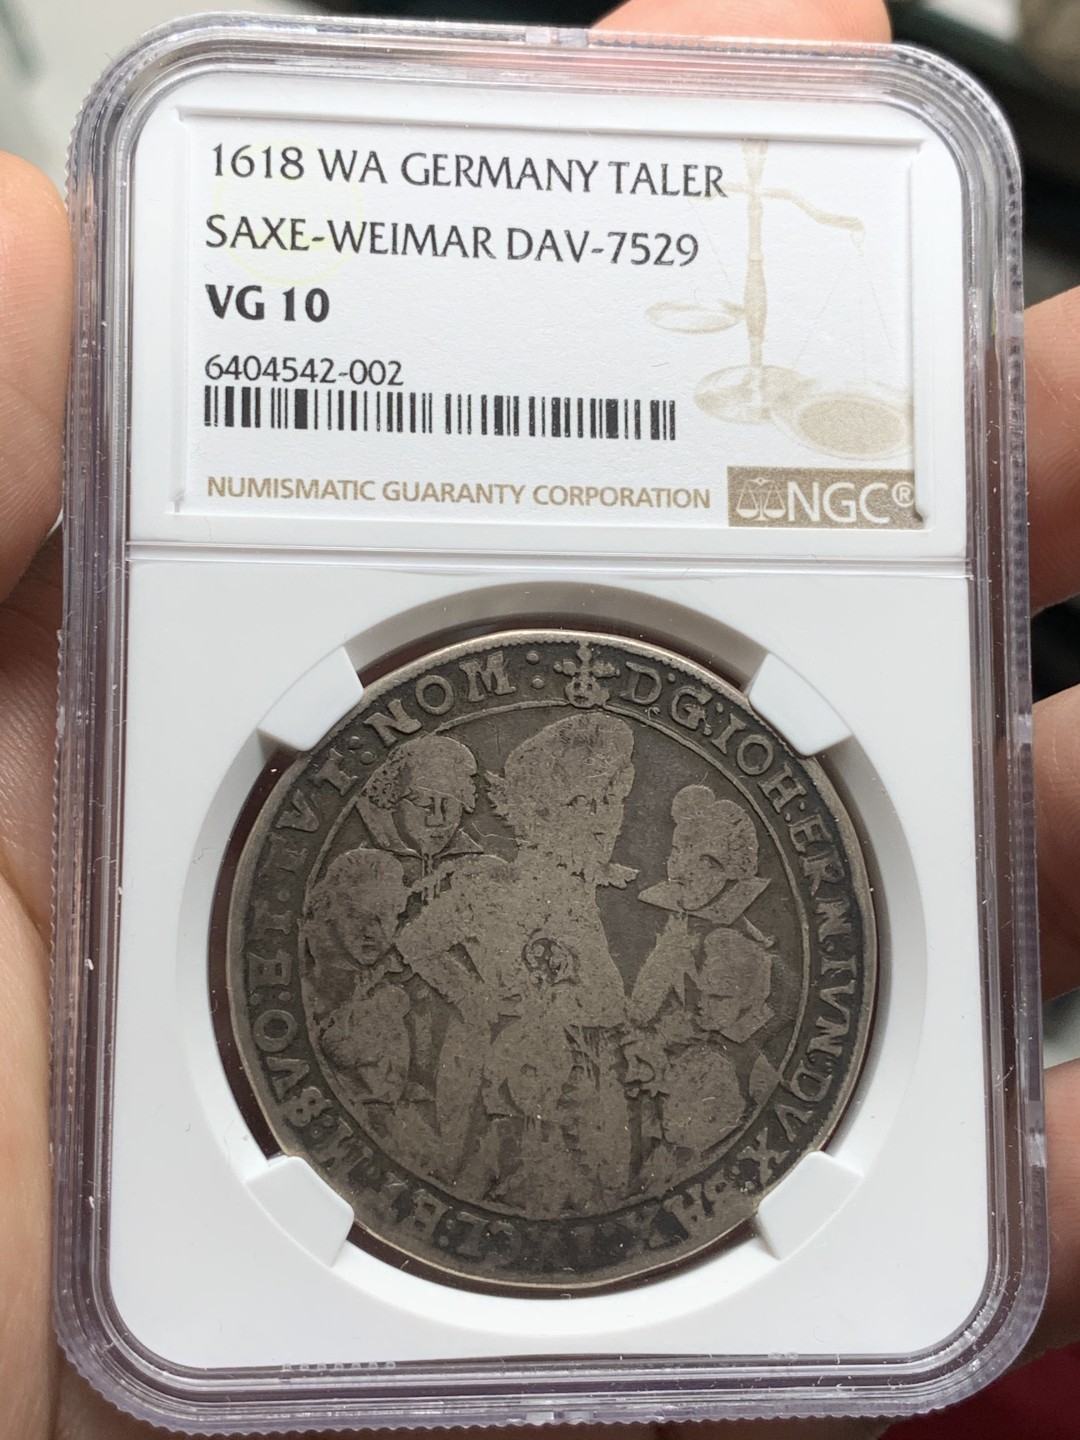 1618 WA GERMANY TALER
SAXE-WEIMAR DAV-7529
VG 10
6404542-002
NUMISMATIC GUARANTY CORPORATION
NGC®
D:G:IOH:ERN:IVN:DVX
NOM: